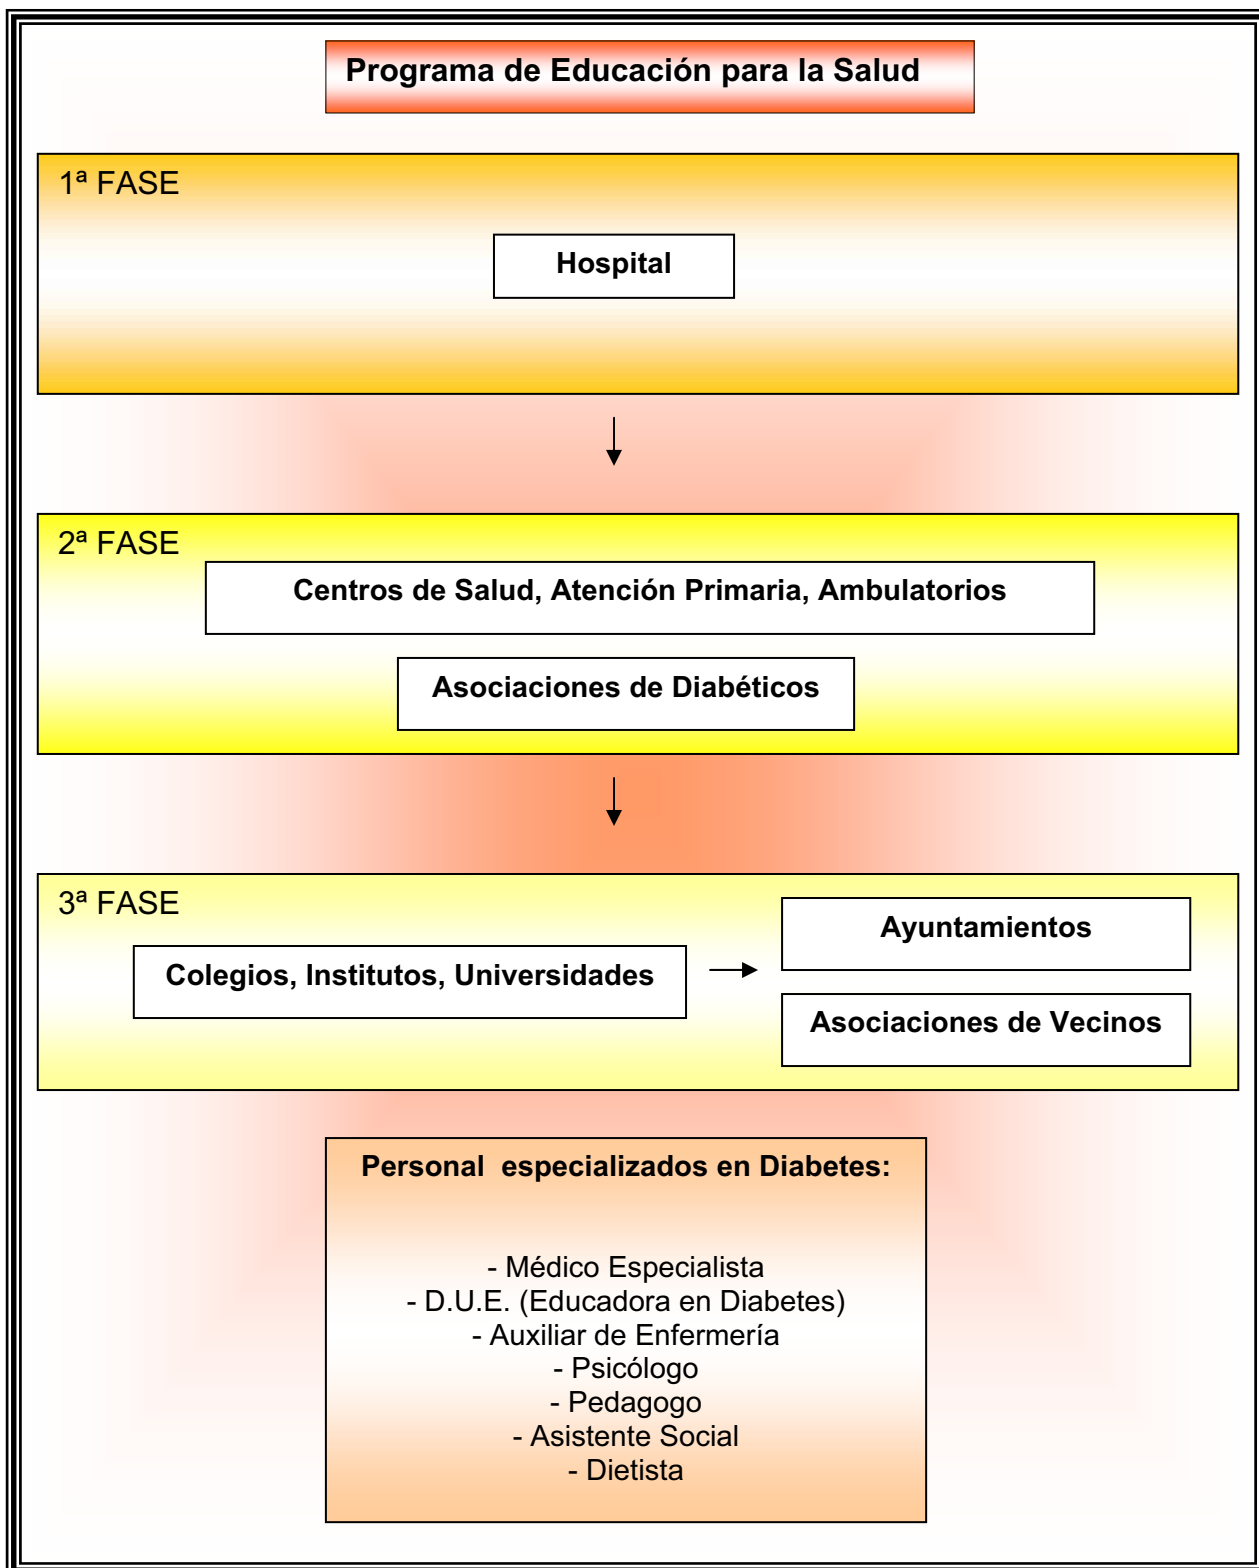 Programa de Educación para la Salud
1ª FASE
Hospital
2ª FASE
Centros de Salud, Atención Primaria, Ambulatorios
Asociaciones de Diabéticos
3ª FASE
Colegios, Institutos, Universidades
Ayuntamientos
Asociaciones de Vecinos
Personal  especializados en Diabetes:
- Médico Especialista
- D.U.E. (Educadora en Diabetes)
- Auxiliar de Enfermería
- Psicólogo
- Pedagogo
- Asistente Social
- Dietista